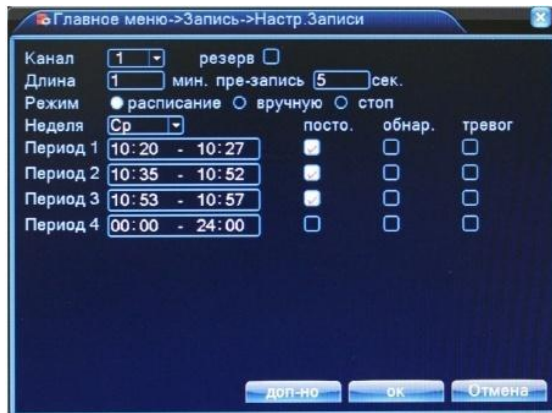 Главное меню->Запись->Настр.Записи
Канал 1 резерв
Длина 1 мин. пре-запись 5 сек.
Режим расписание вручную стоп
Неделя Ср посто. обнар. тревог
Период 1 10:20 - 10:27
Период 2 10:35 - 10:52
Период 3 10:53 - 10:57
Период 4 00:00 - 24:00
доп-но ок Отмена